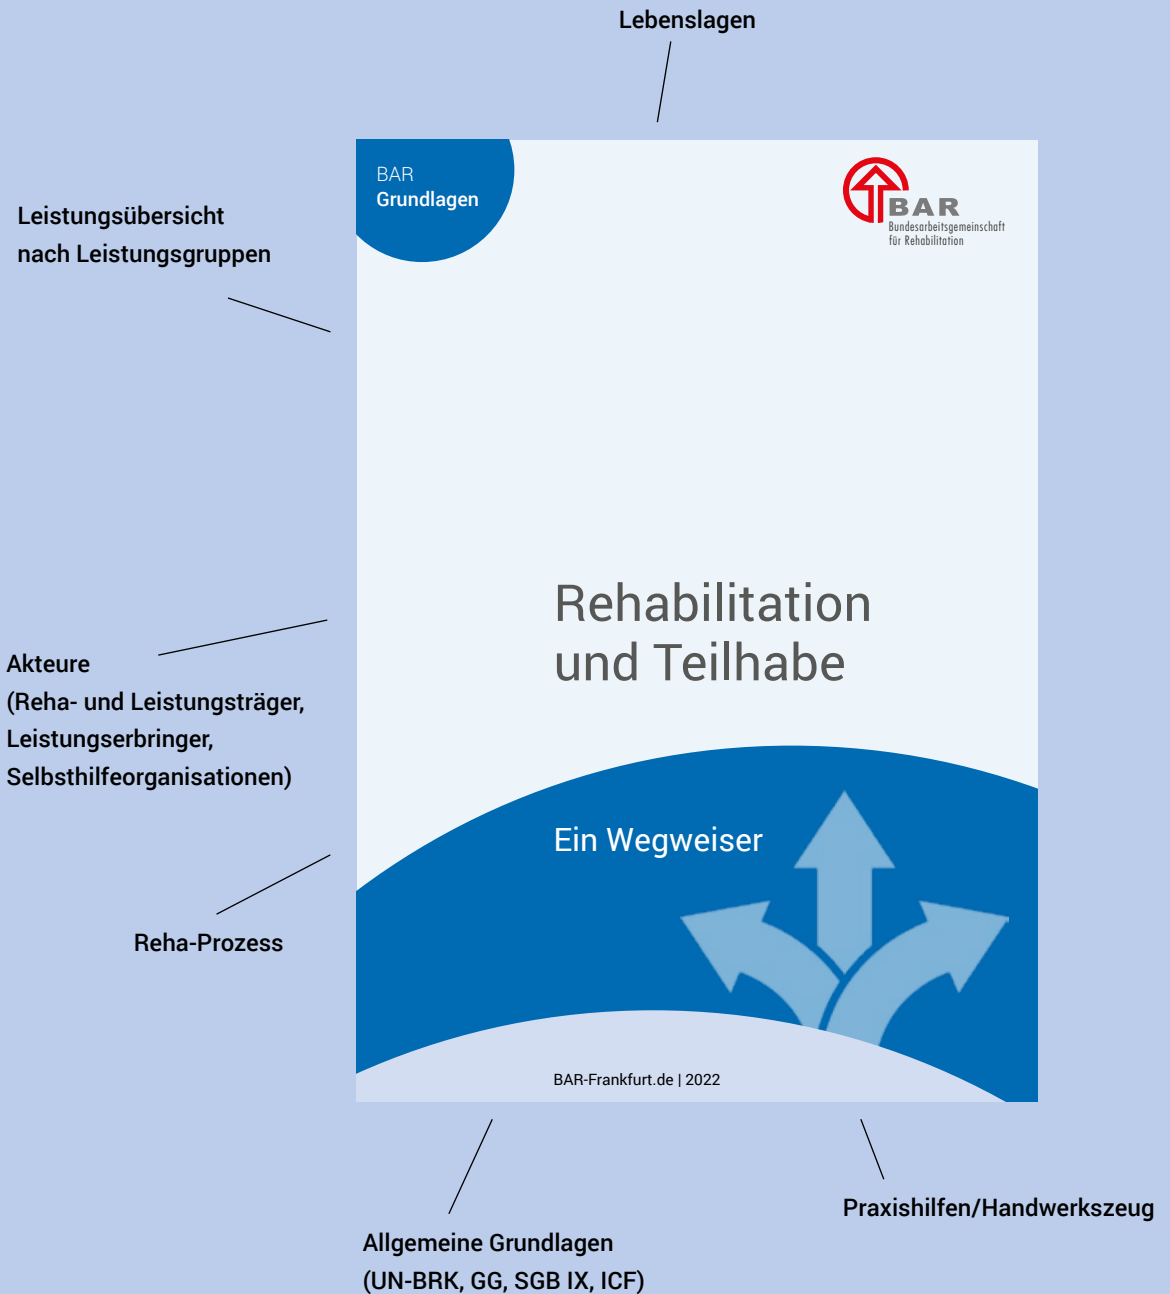 Lebenslagen
BAR
Grundlagen
BAR
Bundesarbeitsgemeinschaft
für Rehabilitation
Leistungsübersicht
nach Leistungsgruppen
Rehabilitation
und Teilhabe
Akteure
(Reha- und Leistungsträger,
Leistungserbringer,
Selbsthilfeorganisationen)
Ein Wegweiser
Reha-Prozess
BAR-Frankfurt.de | 2022
Praxishilfen/Handwerkszeug
Allgemeine Grundlagen
(UN-BRK, GG, SGB IX, ICF)